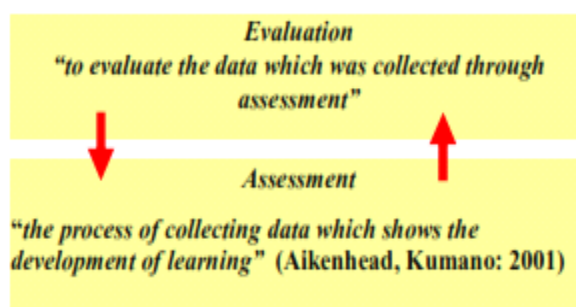 Evaluation
“to evaluate the data which was collected through
assessment”
Assessment
“the process of collecting data which shows the
development of learning” (Aikenhead, Kumano: 2001)